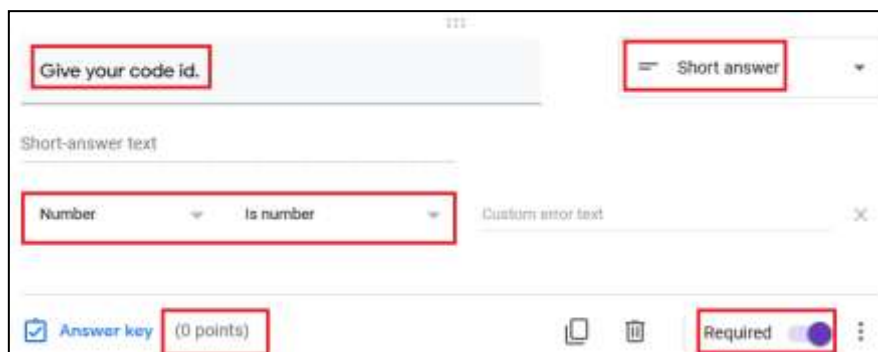 Give your code id.
Short answer
Short-answer text
Number Is number Custom error text
Answer key (0 points) Required